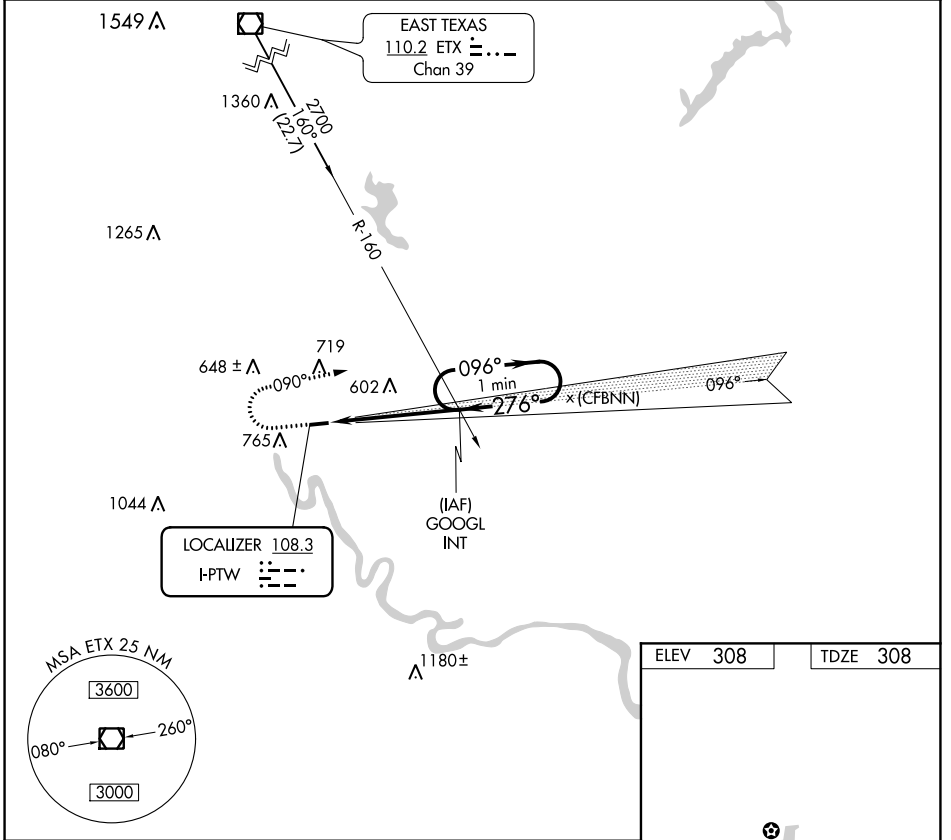 1549
EAST TEXAS
110.2 ETX
Chan 39
1360
2700
160°
(22.7)
1265
R-160
719
648 ±
090°
602
096°
1 min
276°
(CFBNN)
096°
765
(IAF)
GOOGL
INT
1044
LOCALIZER 108.3
I-PTW
1180±
MSA ETX 25 NM
3600
260°
080°
3000
ELEV 308
TDZE 308